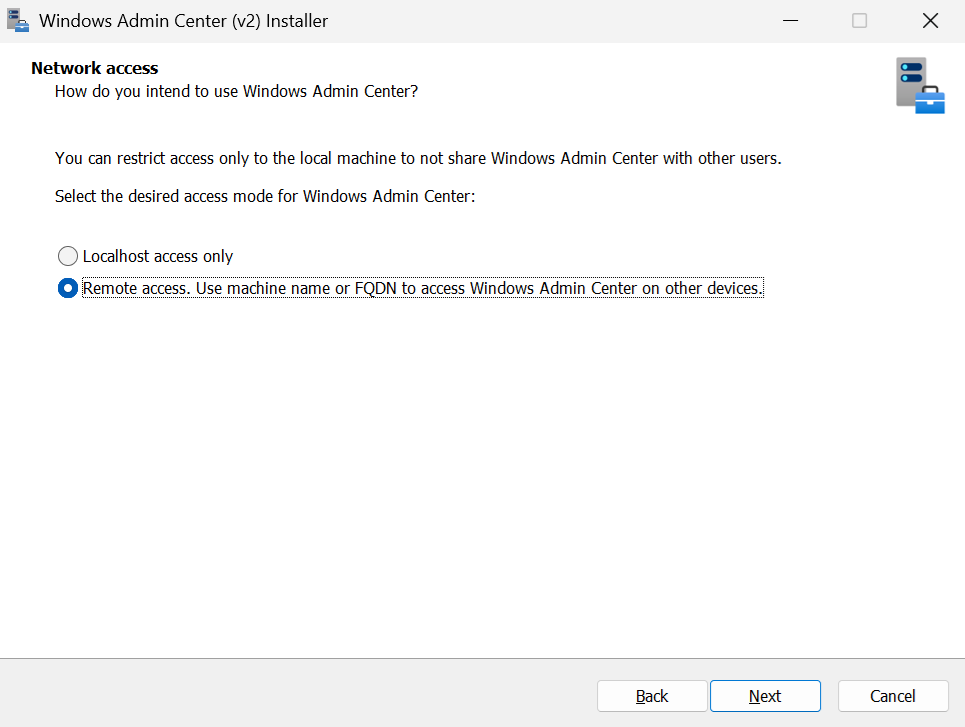 Windows Admin Center (v2) Installer
Network access
How do you intend to use Windows Admin Center?
You can restrict access only to the local machine to not share Windows Admin Center with other users.
Select the desired access mode for Windows Admin Center:
Localhost access only
Remote access. Use machine name or FQDN to access Windows Admin Center on other devices.
Back Next Cancel